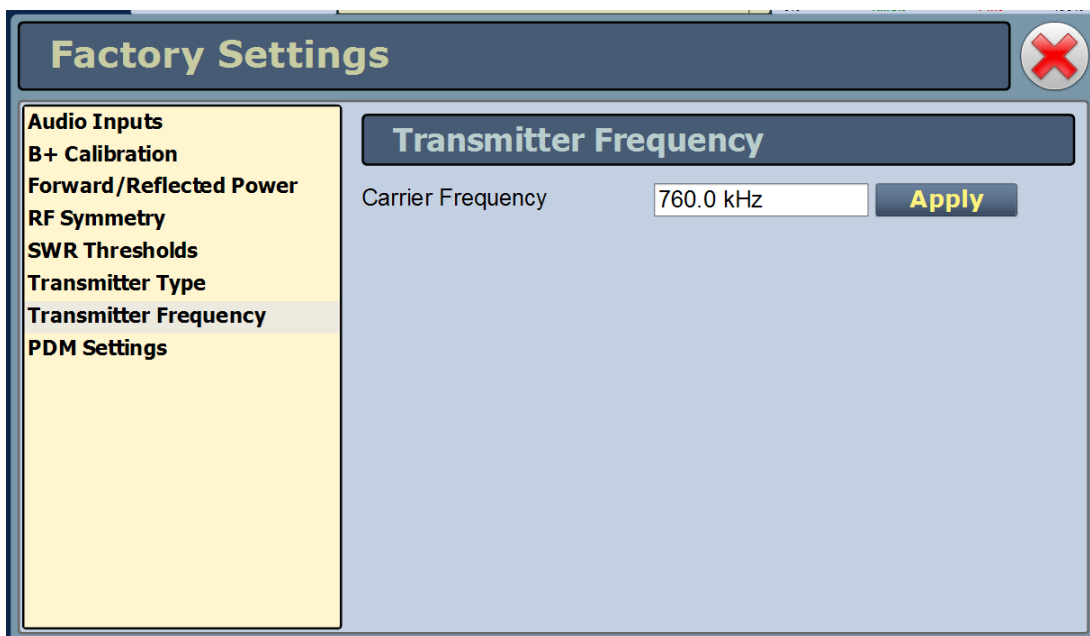 Factory Settings
Audio Inputs
B+ Calibration
Forward/Reflected Power
RF Symmetry
SWR Thresholds
Transmitter Type
Transmitter Frequency
PDM Settings
Transmitter Frequency
Carrier Frequency 760.0 kHz Apply